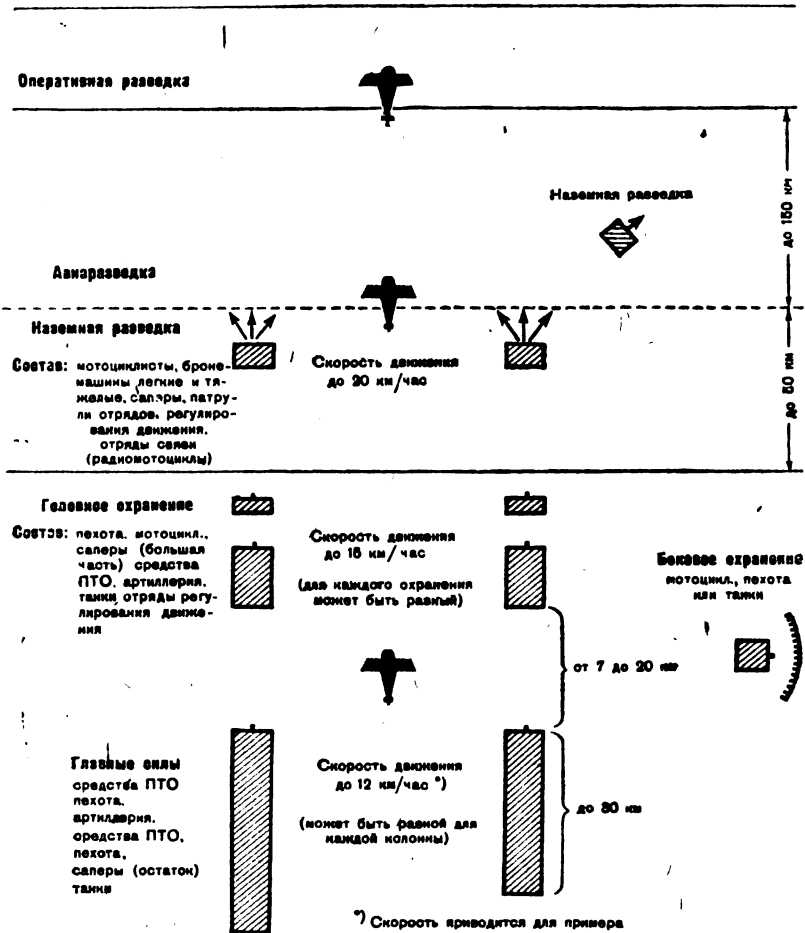 Оперативная разведка
до 150 км
Наземная разведка
Авиаразведка
Наземная разведка
Состав: мотоциклисты, броне-
машины легкие и тя-
желые, саперы, патру-
ли отрядов. регулиро-
вания движения.
отряды связи
(радиомотоциклы)
Скорость движения
до 20 км/час
до 50 км
Головное охранение
Состав: пехота. мотоцикл.,
саперы (большая
часть) средства
ПТО. артиллерия.
танки отряды регу-
лирования движе-
ния
Скорость движения
до 15 км/час
(для каждого охранения
может быть разный)
Боковое охранение
мотоцикл., пехота
или танки
от 7 до 20 км
Главные силы
средства ПТО
пехота.
артиллерия.
средства ПТО,
пехота,
саперы (остаток)
танки
Скорость движения
до 12 км/час *)
(может быть разной для
каждой колонны)
до 30 км
*) Скорость приводится для примера